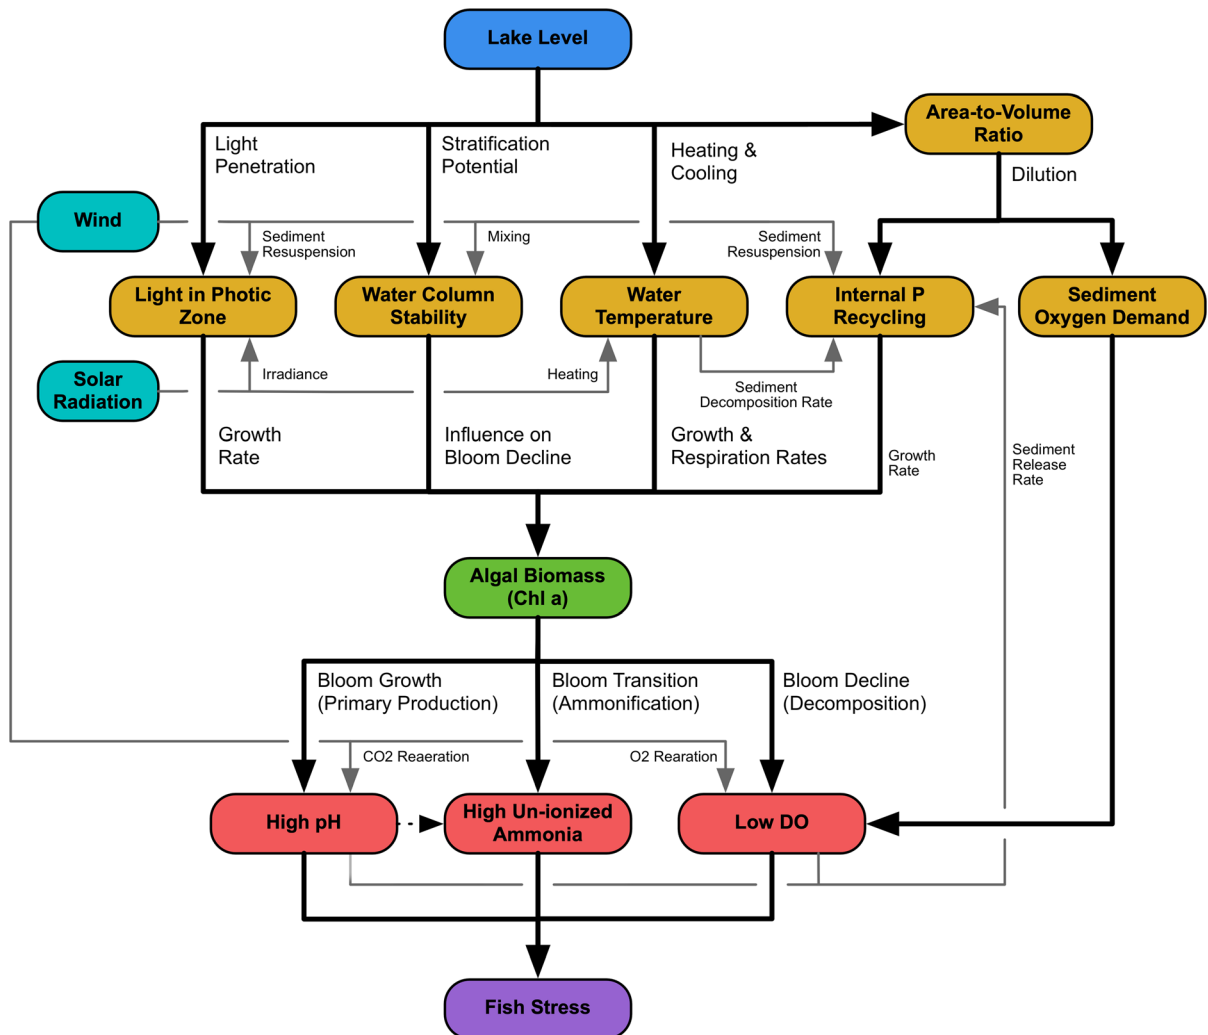 Lake Level
Area-to-Volume
Ratio
Light
Penetration
Stratification
Potential
Heating &
Cooling
Dilution
Wind
Sediment
Resuspension
Mixing
Sediment
Resuspension
Light in Photic
Zone
Water Column
Stability
Water
Temperature
Internal P
Recycling
Sediment
Oxygen Demand
Solar
Radiation
Irradiance
Heating
Sediment
Decomposition Rate
Growth
Rate
Influence on
Bloom Decline
Growth &
Respiration Rates
Growth
Rate
Sediment
Release
Rate
Algal Biomass
(Chl a)
Bloom Growth
(Primary Production)
Bloom Transition
(Ammonification)
Bloom Decline
(Decomposition)
CO2 Reaeration
O2 Rearation
High pH
High Un-ionized
Ammonia
Low DO
Fish Stress